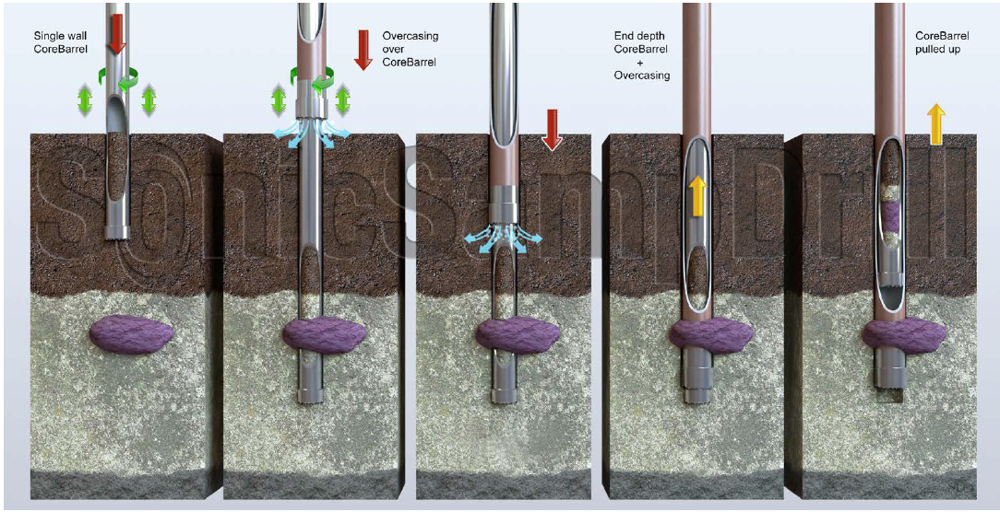 Single wall
CoreBarrel
Overcasing
over
CoreBarrel
End depth
CoreBarrel
+
Overcasing
CoreBarrel
pulled up
SonicSampDrill